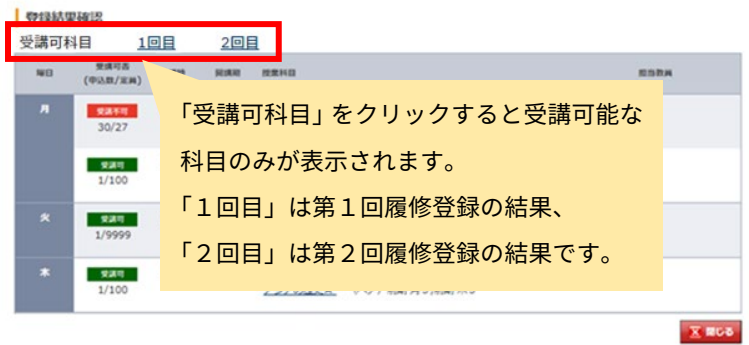 登録結果確認
受講可科目 1回目 2回目
曜日 受講可否 開講期 授業科目 担当教員
(申込数/定員)
月 受講不可
30/27
受講可
1/100
火 受講可
1/9999
木 受講可
1/100
「受講可科目」をクリックすると受講可能な
科目のみが表示されます。
「１回目」は第１回履修登録の結果、
「２回目」は第２回履修登録の結果です。
閉じる